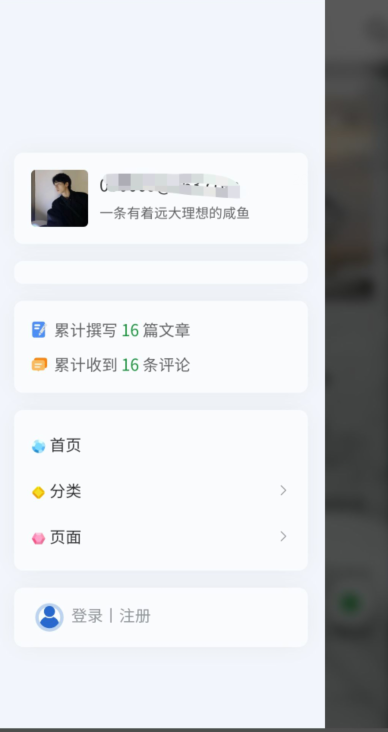 一条有着远大理想的咸鱼
累计撰写 16 篇文章
累计收到 16 条评论
首页
分类
页面
登录丨注册